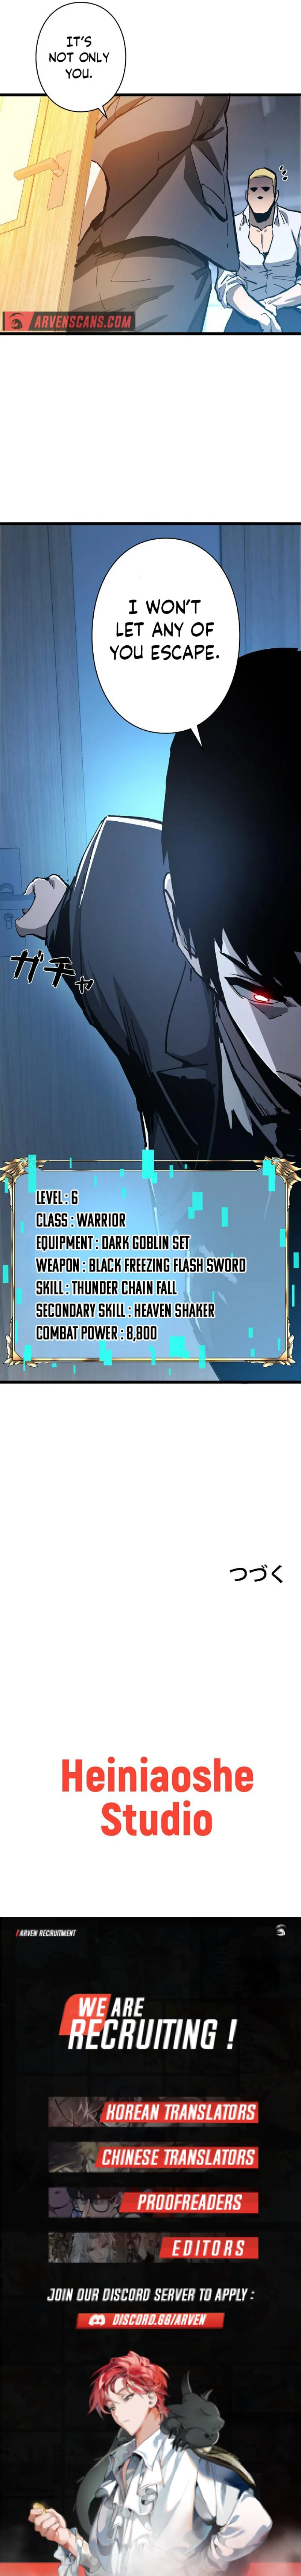 IT'S
NOT ONLY
YOU.
ARVENSCANS.COM
I WON'T
LET ANY OF
YOU ESCAPE.
ガチャ
LEVEL : 6
CLASS : WARRIOR
EQUIPMENT : DARK GOBLIN SET
WEAPON : BLACK FREEZING FLASH SWORD
SKILL : THUNDER CHAIN FALL
SECONDARY SKILL : HEAVEN SHAKER
COMBAT POWER : 8,800
つづく
Heiniaoshe
Studio
ARVEN RECRUITMENT
WE ARE
RECRUITING !
KOREAN TRANSLATORS
CHINESE TRANSLATORS
PROOFREADERS
EDITORS
JOIN OUR DISCORD SERVER TO APPLY :
DISCORD.GG/ARVEN